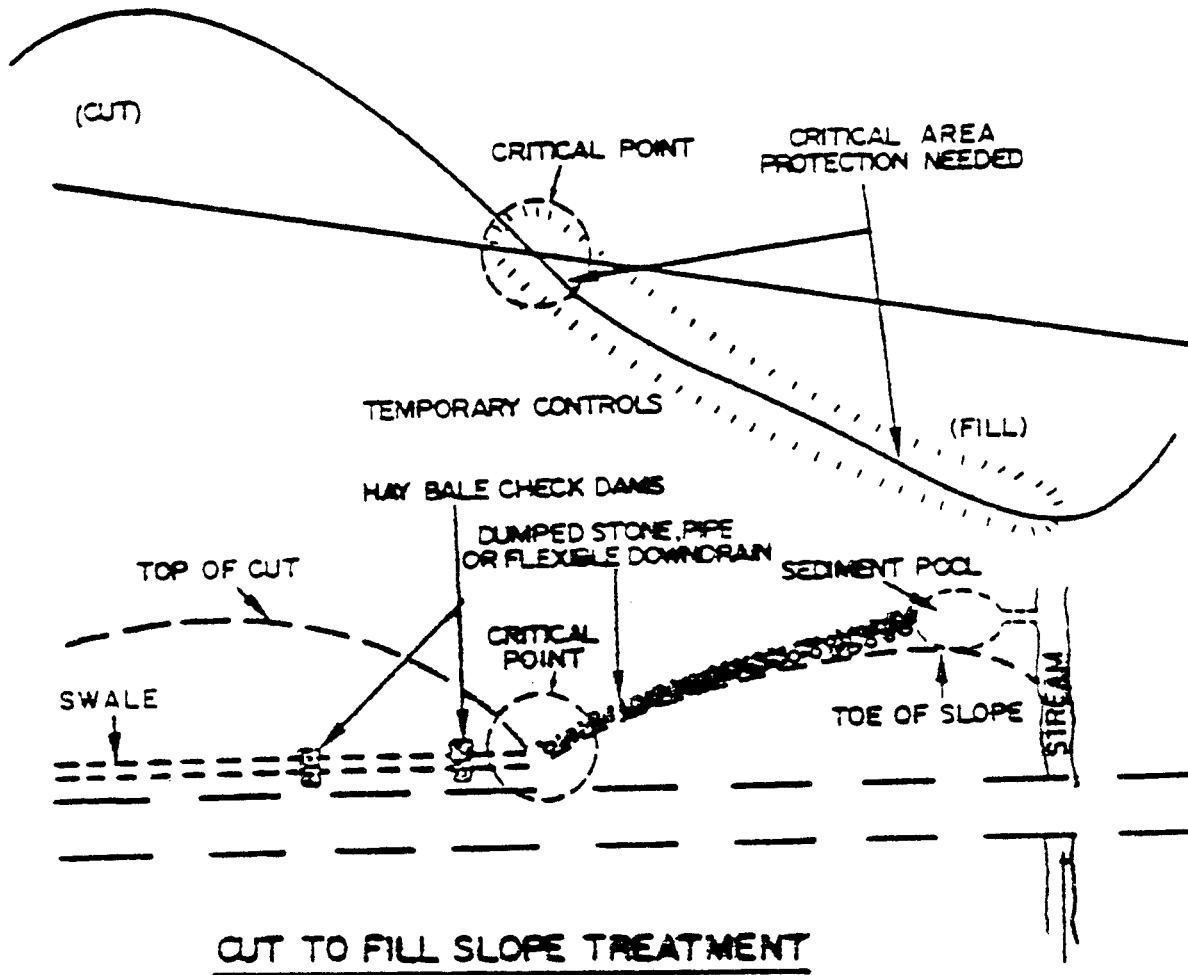 (CUT)
CRITICAL POINT
CRITICAL AREA
PROTECTION NEEDED
TEMPORARY CONTROLS
(FILL)
HAY BALE CHECK DAMS
DUMPED STONE, PIPE
OR FLEXIBLE DOWNDRAIN
TOP OF CUT
SEDIMENT POOL
CRITICAL
POINT
SWALE
TOE OF SLOPE
STREAM
CUT TO FILL SLOPE TREATMENT